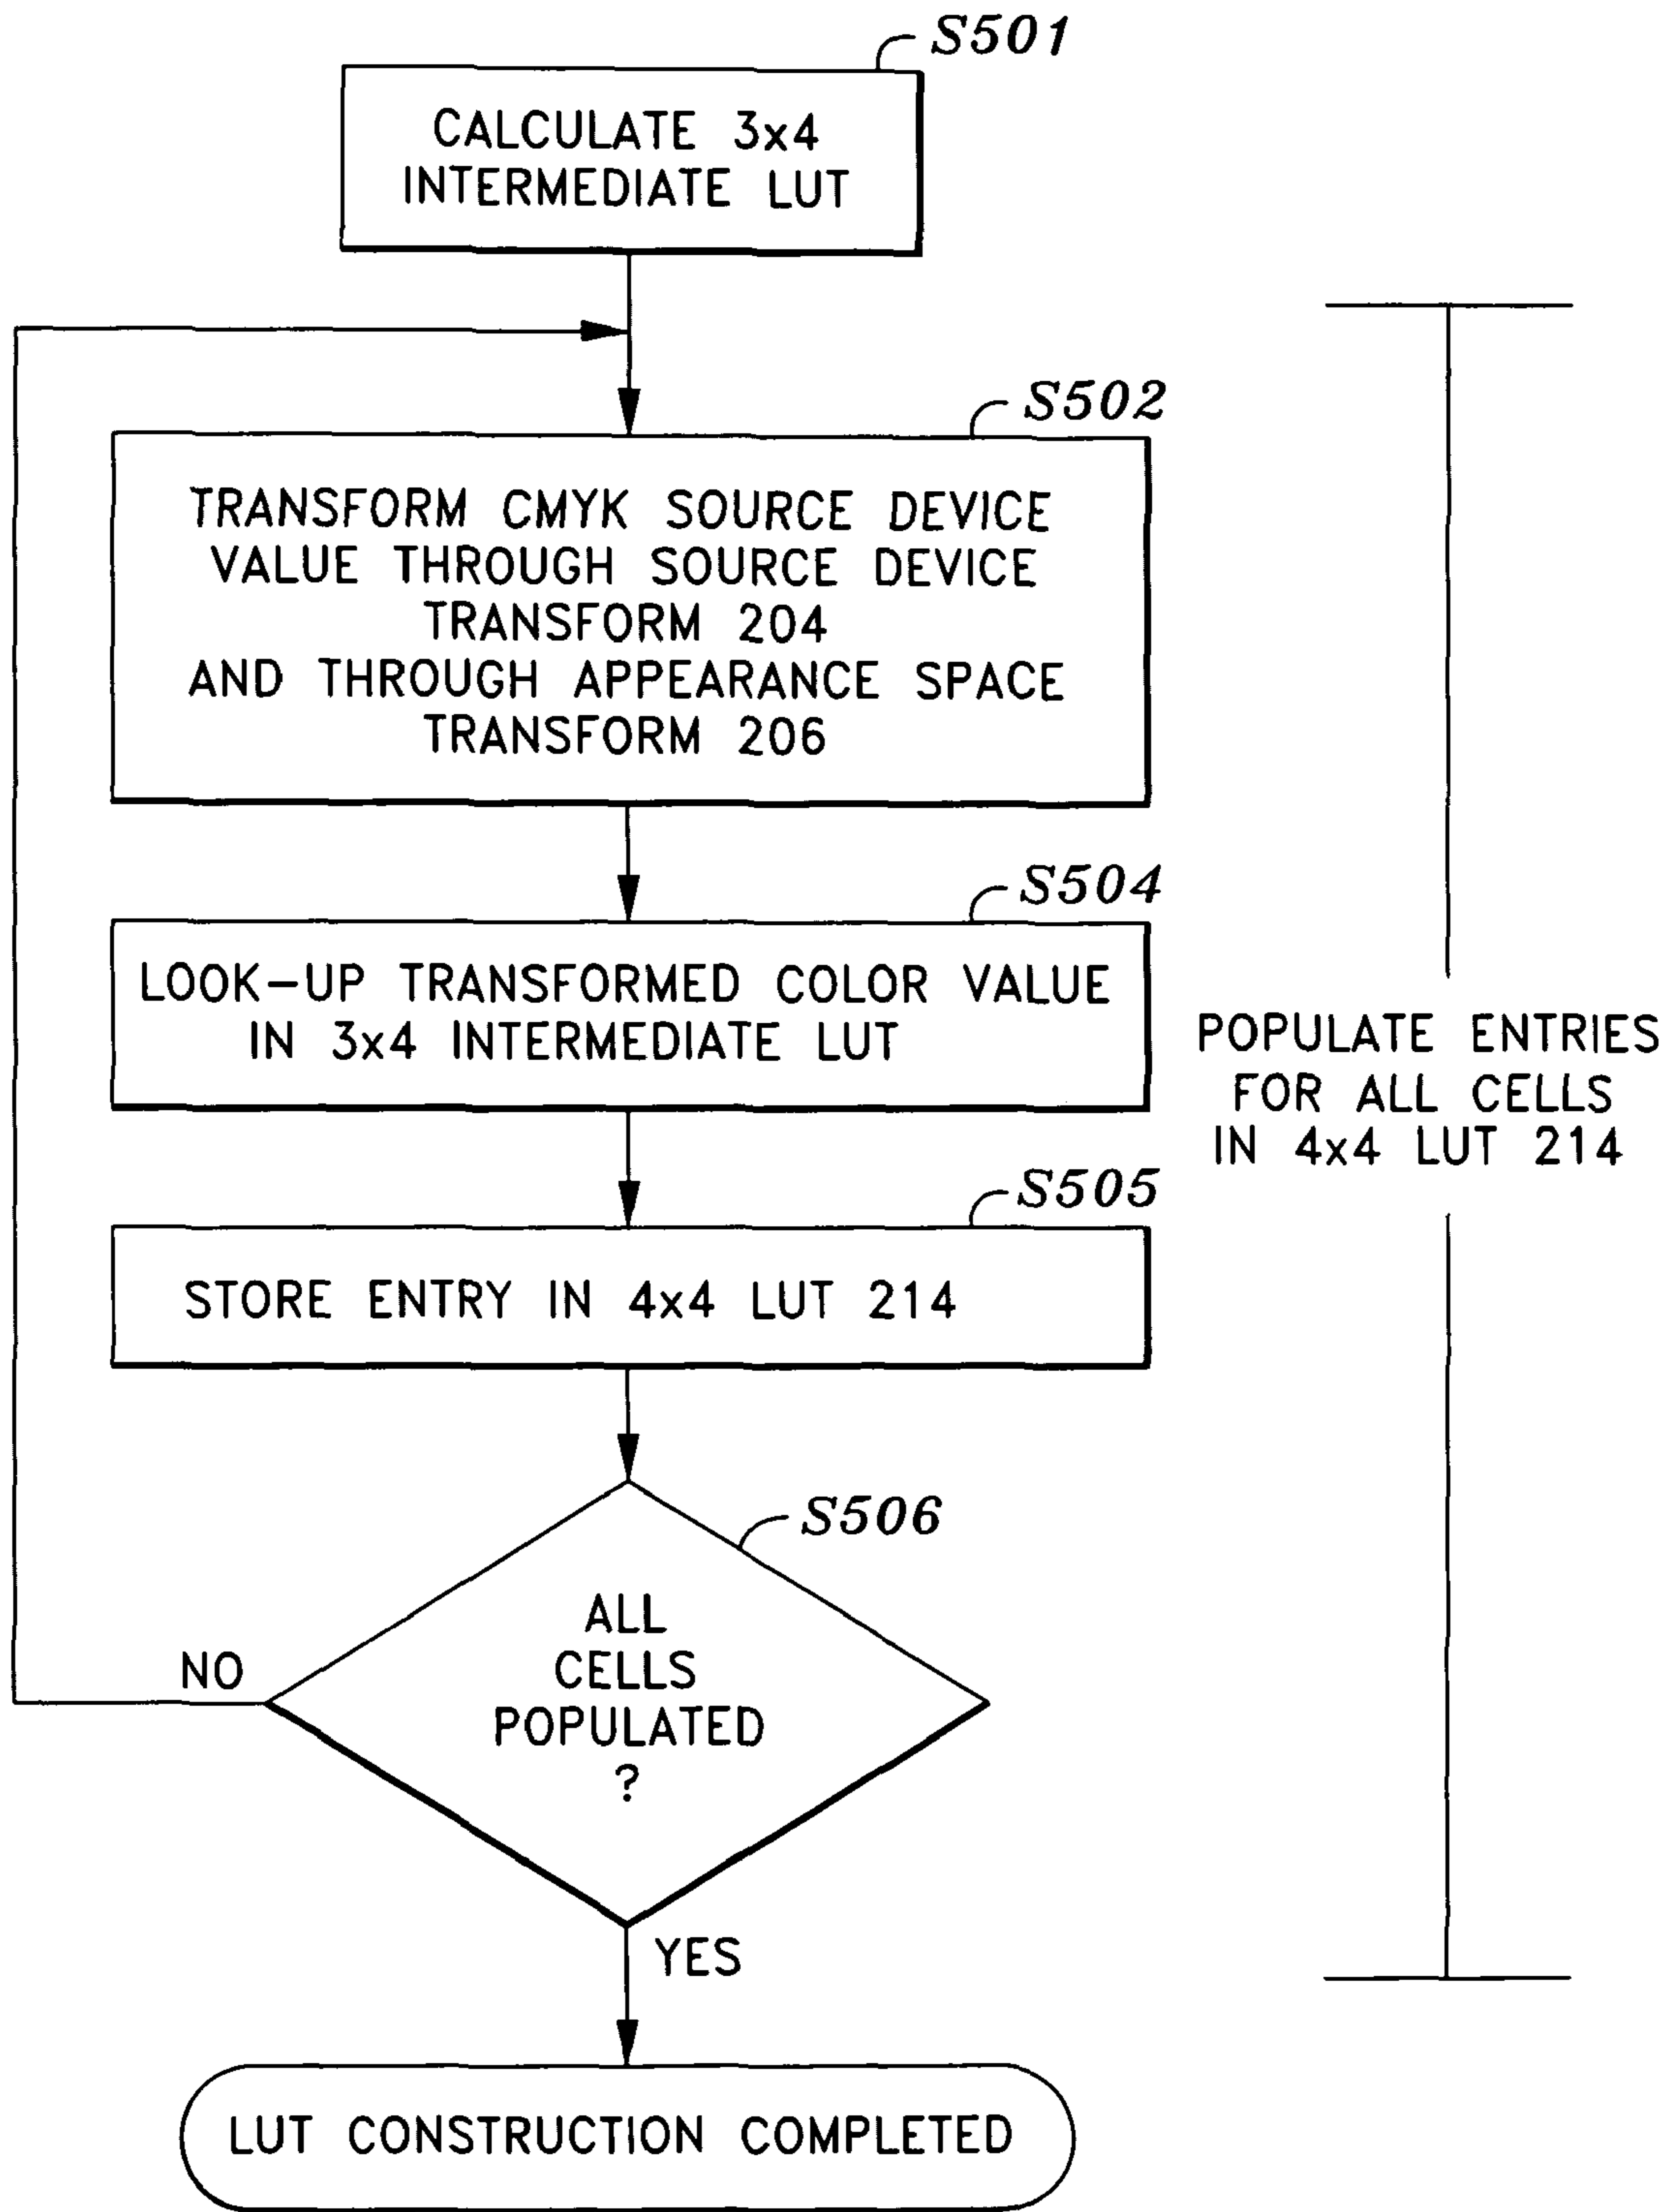 S501
CALCULATE 3x4
INTERMEDIATE LUT
S502
TRANSFORM CMYK SOURCE DEVICE
VALUE THROUGH SOURCE DEVICE
TRANSFORM 204
AND THROUGH APPEARANCE SPACE
TRANSFORM 206
S504
LOOK-UP TRANSFORMED COLOR VALUE
IN 3x4 INTERMEDIATE LUT
POPULATE ENTRIES
FOR ALL CELLS
IN 4x4 LUT 214
S505
STORE ENTRY IN 4x4 LUT 214
S506
ALL
CELLS
POPULATED
?
NO
YES
LUT CONSTRUCTION COMPLETED